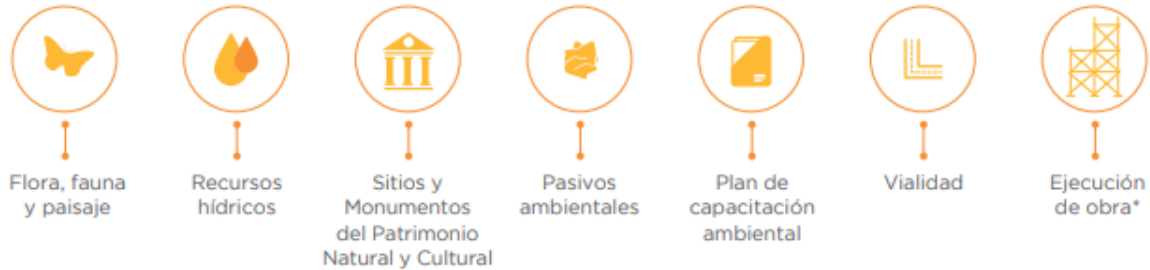 Flora, fauna
y paisaje
Recursos
hídricos
Sitios y
Monumentos
del Patrimonio
Natural y Cultural
Pasivos
ambientales
Plan de
capacitación
ambiental
Vialidad
Ejecución
de obra*